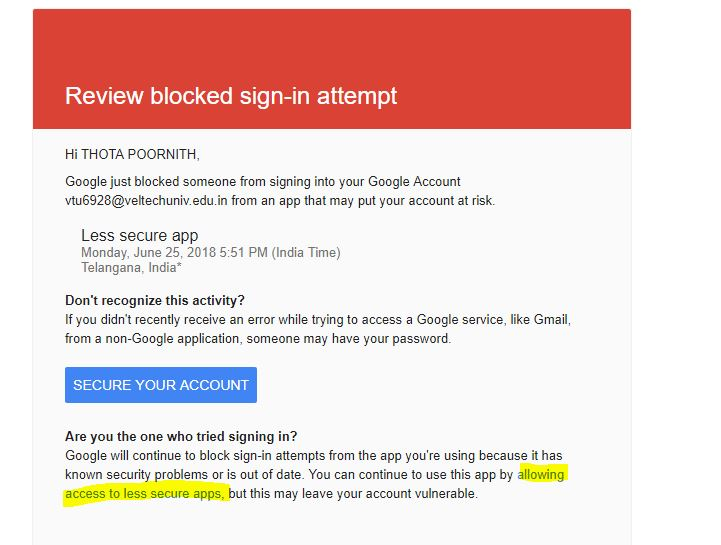 Review blocked sign-in attempt
Hi THOTA POORNITH,
Google just blocked someone from signing into your Google Account
vtu6928@veltechuniv.edu.in from an app that may put your account at risk.
Less secure app
Monday, June 25, 2018 5:51 PM (India Time)
Telangana, India*
Don't recognize this activity?
If you didn't recently receive an error while trying to access a Google service, like Gmail,
from a non-Google application, someone may have your password.
SECURE YOUR ACCOUNT
Are you the one who tried signing in?
Google will continue to block sign-in attempts from the app you're using because it has
known security problems or is out of date. You can continue to use this app by allowing
access to less secure apps, but this may leave your account vulnerable.